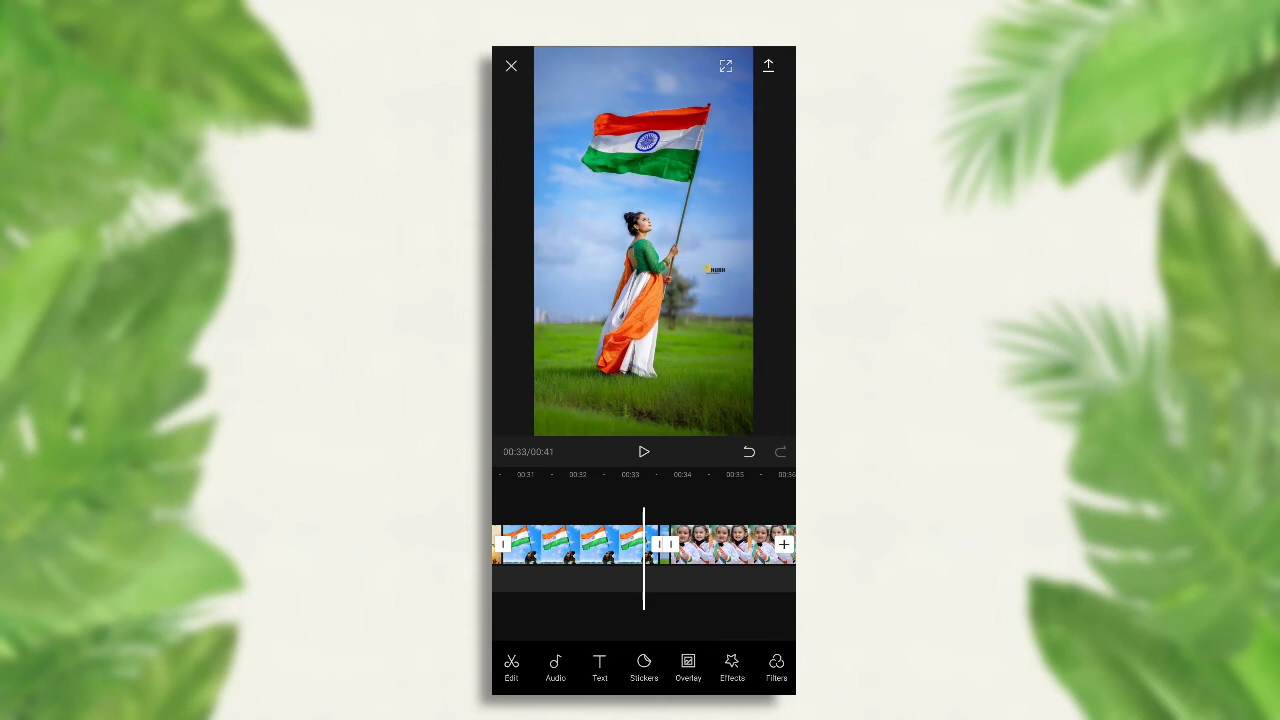 HUBH
00:33/00:41
00:31 00:32 00:33 00:34 00:35 00:36
Edit Audio Text Stickers Overlay Effects Filters